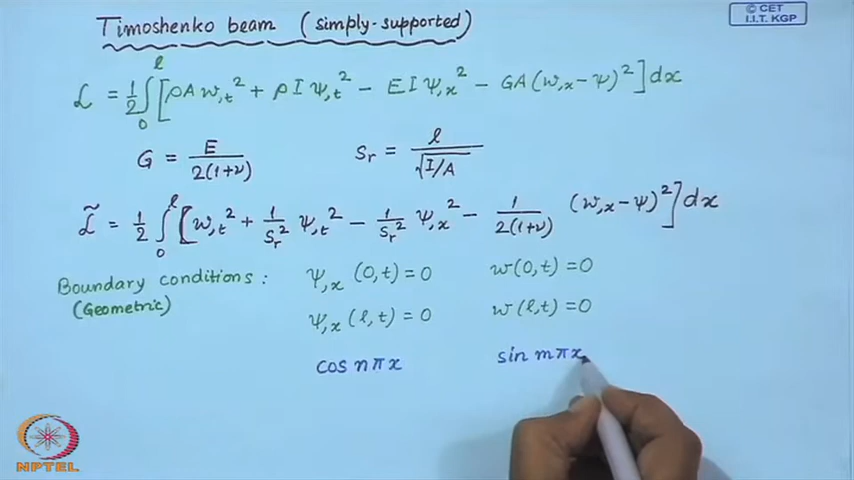 Timoshenko beam (simply-supported)
© CET
I.I.T. KGP
ℒ = 1/2 ∫₀ˡ [ρA w,t² + ρI ψ,t² − EI ψ,x² − GA(w,x − ψ)²] dx
G = E/2(1+ν)   Sr = l/√(I/A)
ℒ̃ = 1/2 ∫₀ˡ [w,t² + 1/Sr² ψ,t² − 1/Sr² ψ,x² − 1/2(1+ν) (w,x − ψ)²] dx
Boundary conditions : ψ,x (0,t) = 0   w(0,t) = 0
(Geometric) ψ,x (l,t) = 0   w(l,t) = 0
cos nπx   sin mπx
NPTEL